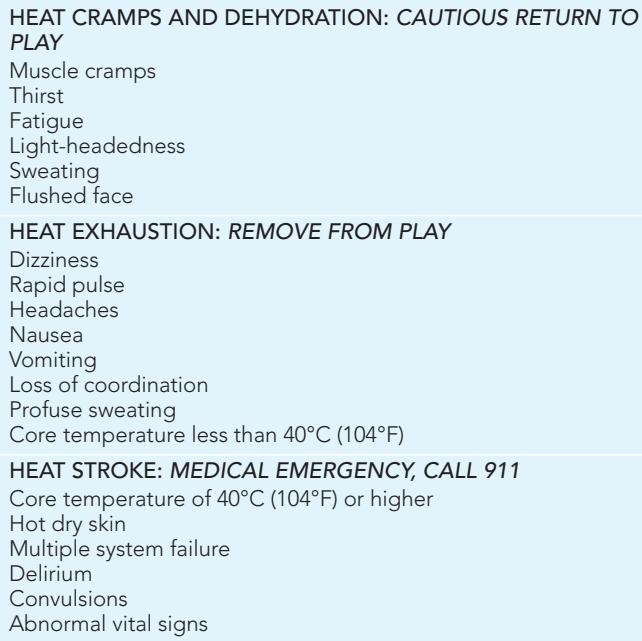 HEAT CRAMPS AND DEHYDRATION: CAUTIOUS RETURN TO
PLAY
Muscle cramps
Thirst
Fatigue
Light-headedness
Sweating
Flushed face
HEAT EXHAUSTION: REMOVE FROM PLAY
Dizziness
Rapid pulse
Headaches
Nausea
Vomiting
Loss of coordination
Profuse sweating
Core temperature less than 40°C (104°F)
HEAT STROKE: MEDICAL EMERGENCY, CALL 911
Core temperature of 40°C (104°F) or higher
Hot dry skin
Multiple system failure
Delirium
Convulsions
Abnormal vital signs